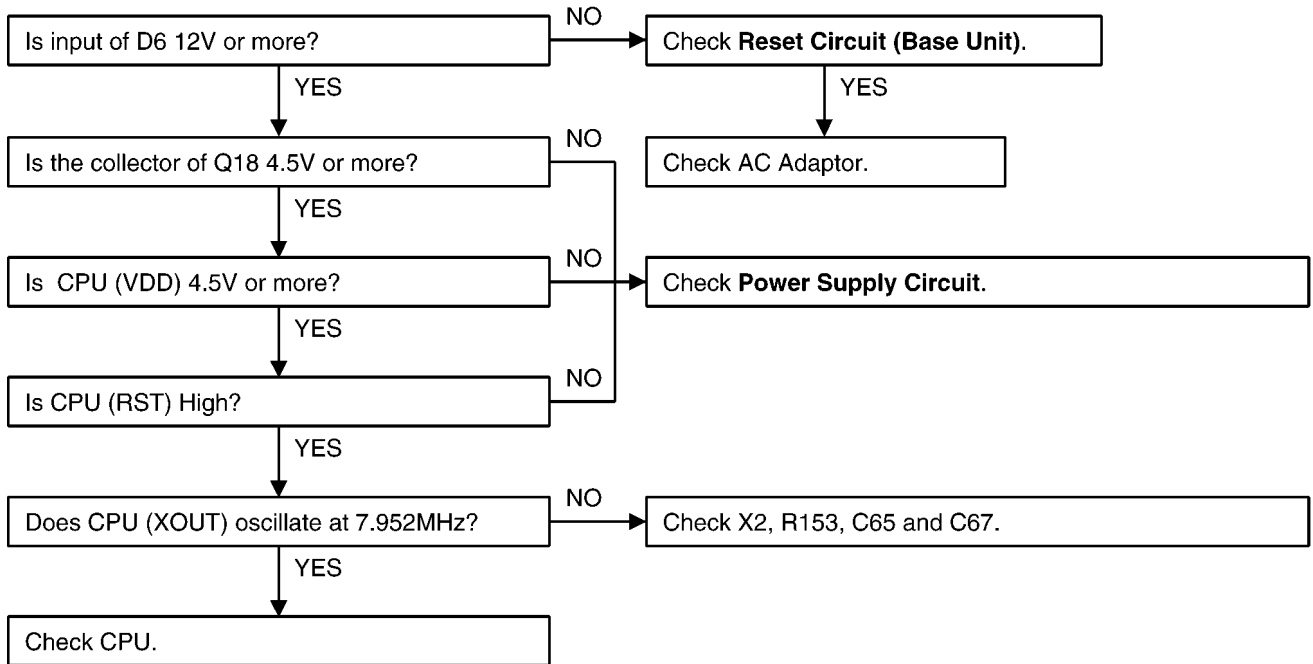 Is input of D6 12V or more?
NO
Check Reset Circuit (Base Unit).
YES
YES
Is the collector of Q18 4.5V or more?
NO
Check AC Adaptor.
YES
Is CPU (VDD) 4.5V or more?
NO
Check Power Supply Circuit.
YES
Is CPU (RST) High?
NO
YES
Does CPU (XOUT) oscillate at 7.952MHz?
NO
Check X2, R153, C65 and C67.
YES
Check CPU.